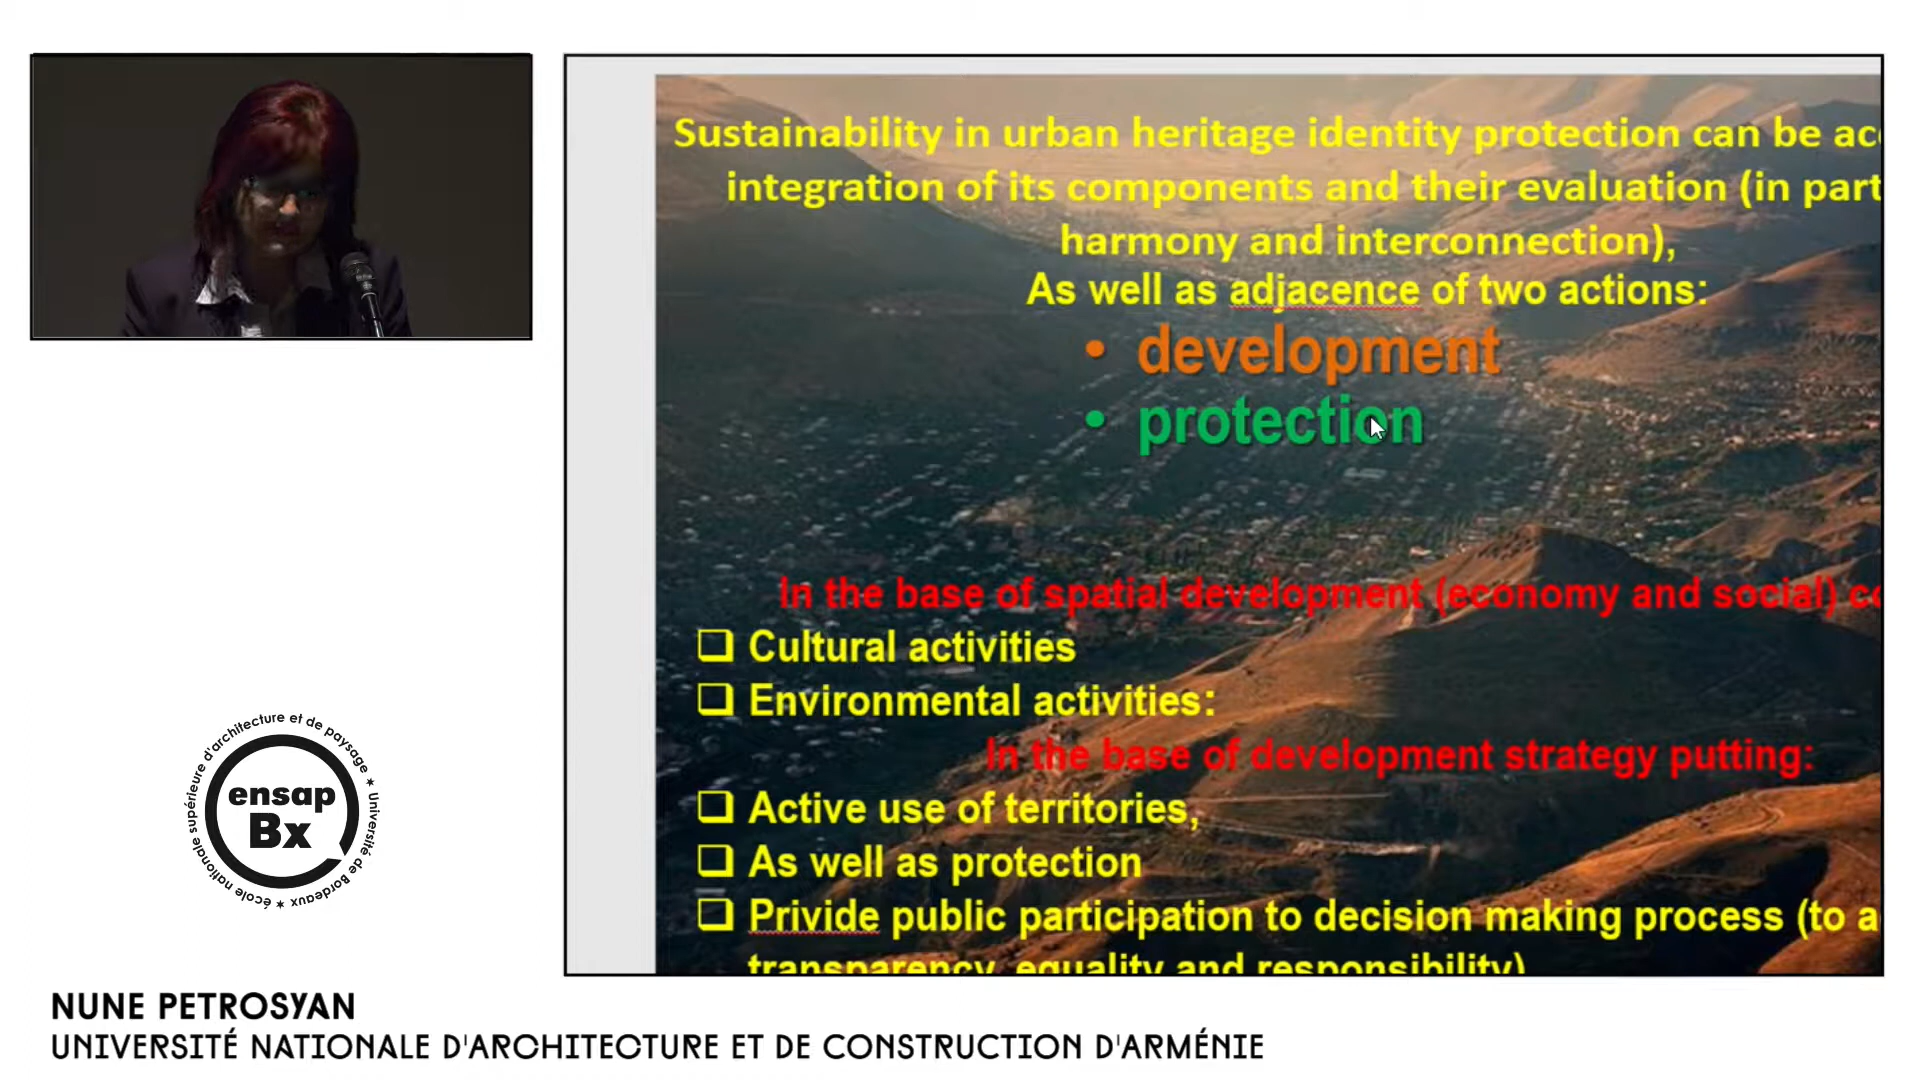 Sustainability in urban heritage identity protection can be
integration of its components and their evaluation (in
harmony and interconnection),
As well as adjacence of two actions:
• development
• protection
In the base of spatial development (economy and social)
❑ Cultural activities
❑ Environmental activities:
In the base of development strategy putting:
❑ Active use of territories,
❑ As well as protection
❑ Privide public participation to decision making process (to
transparency, equality and responsibility)
école nationale supérieure d'architecture et de paysage * Université de Bordeaux *
ensap
Bx
NUNE PETROSYAN
UNIVERSITÉ NATIONALE D'ARCHITECTURE ET DE CONSTRUCTION D'ARMÉNIE